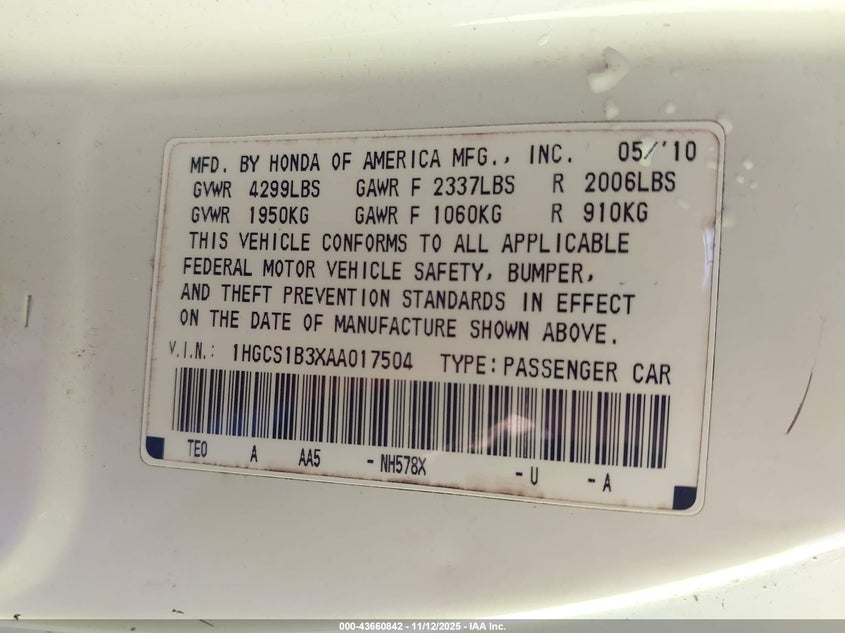 MFD. BY HONDA OF AMERICA MFG., INC. 05/'10
GVWR 4299LBS GAWR F 2337LBS R 2006LBS
GVWR 1950KG GAWR F 1060KG R 910KG
THIS VEHICLE CONFORMS TO ALL APPLICABLE
FEDERAL MOTOR VEHICLE SAFETY, BUMPER,
AND THEFT PREVENTION STANDARDS IN EFFECT
ON THE DATE OF MANUFACTURE SHOWN ABOVE.
V.I.N.: 1HGCS1B3XAA017504 TYPE: PASSENGER CAR
TE0 A AA5 - NH578X - U - A
000-43660842 - 11/12/2025 - IAA Inc.